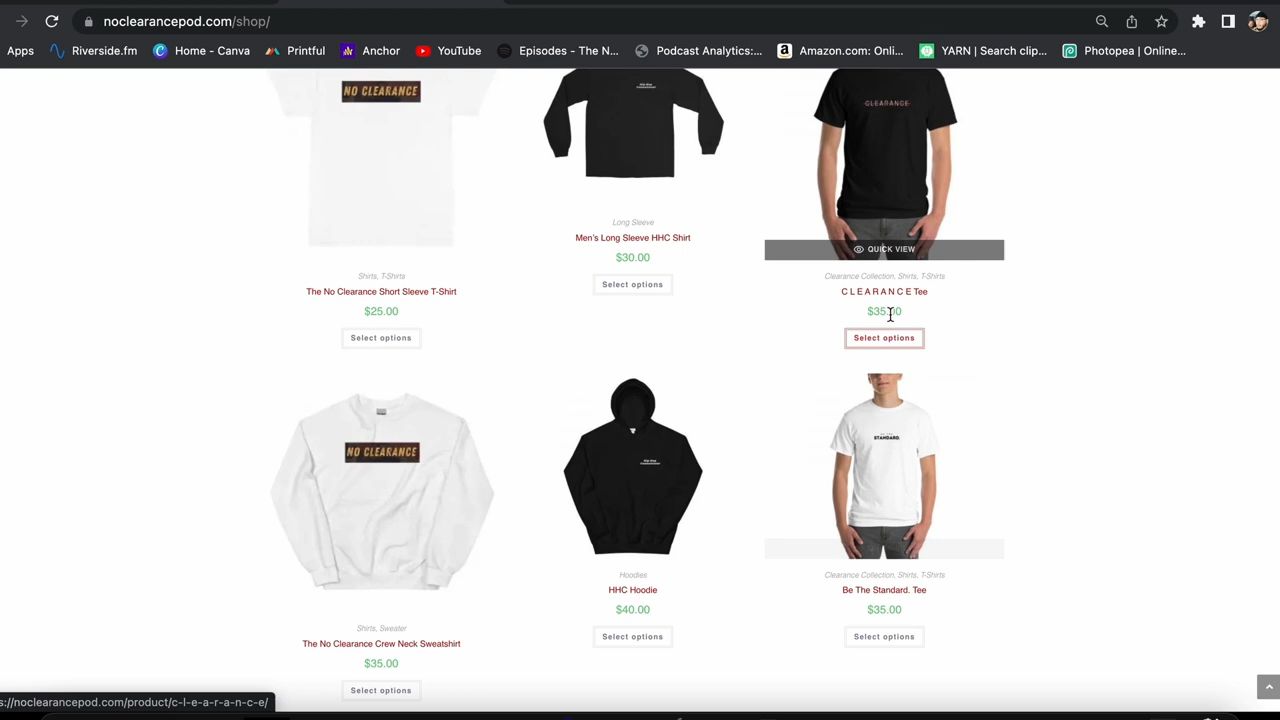 noclearancepod.com/shop/
Apps Riverside.fm Home - Canva Printful Anchor YouTube Episodes - The N... Podcast Analytics:... Amazon.com: Onli... YARN | Search clip... Photopea | Online...
NO CLEARANCE
CLEARANCE
QUICK VIEW
Long Sleeve
Men's Long Sleeve HHC Shirt
$30.00
Select options
Shirts, T-Shirts
The No Clearance Short Sleeve T-Shirt
$25.00
Select options
Clearance Collection, Shirts, T-Shirts
C L E A R A N C E Tee
$35.00
Select options
NO CLEARANCE
STANDARD.
Shirts, Sweater
The No Clearance Crew Neck Sweatshirt
$35.00
Select options
Hoodies
HHC Hoodie
$40.00
Select options
Clearance Collection, Shirts, T-Shirts
Be The Standard. Tee
$35.00
Select options
s://noclearancepod.com/product/c-l-e-a-r-a-n-c-e/